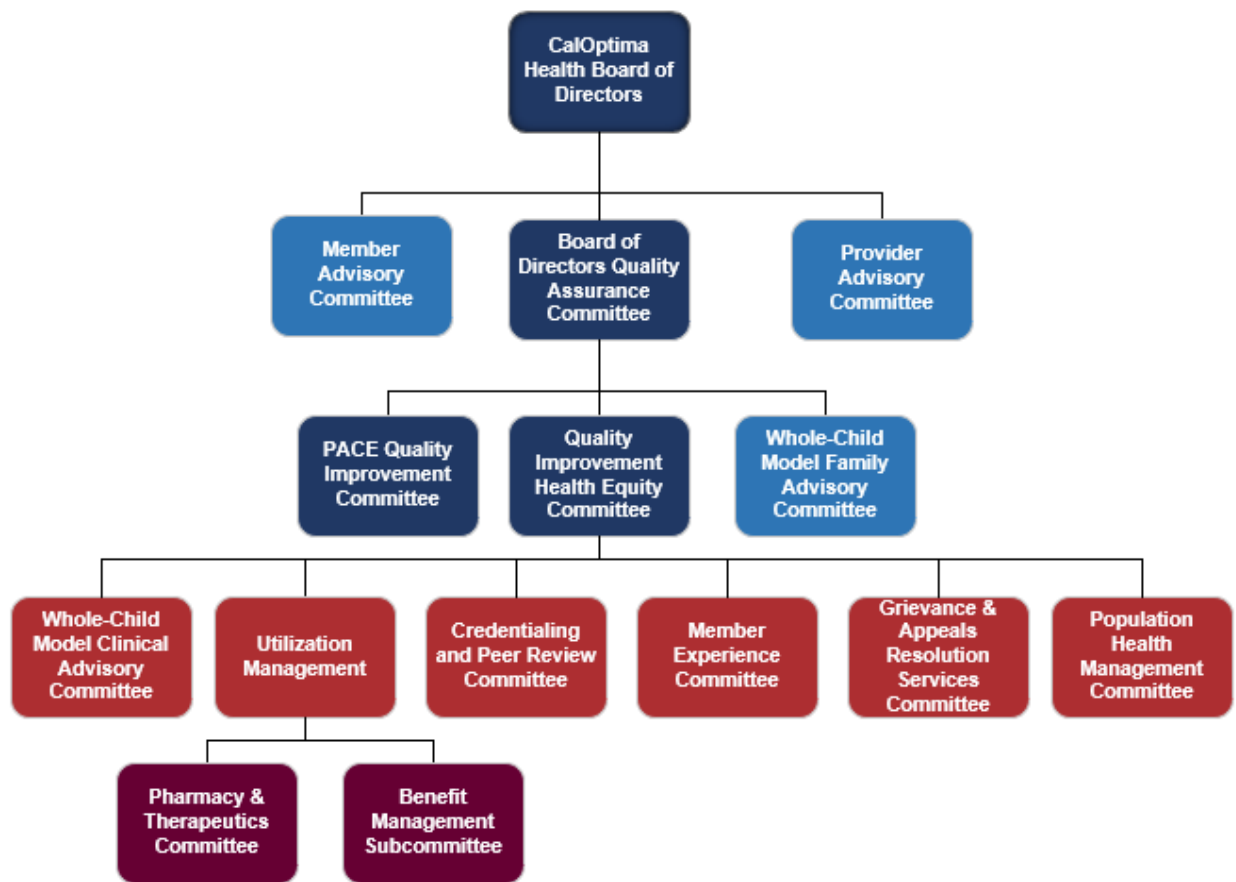 CalOptima
Health Board of
Directors
Member
Advisory
Committee
Board of
Directors Quality
Assurance
Committee
Provider
Advisory
Committee
PACE Quality
Improvement
Committee
Quality
Improvement
Health Equity
Committee
Whole-Child
Model Family
Advisory
Committee
Whole-Child
Model Clinical
Advisory
Committee
Utilization
Management
Credentialing
and Peer Review
Committee
Member
Experience
Committee
Grievance &
Appeals
Resolution
Services
Committee
Population
Health
Management
Committee
Pharmacy &
Therapeutics
Committee
Benefit
Management
Subcommittee